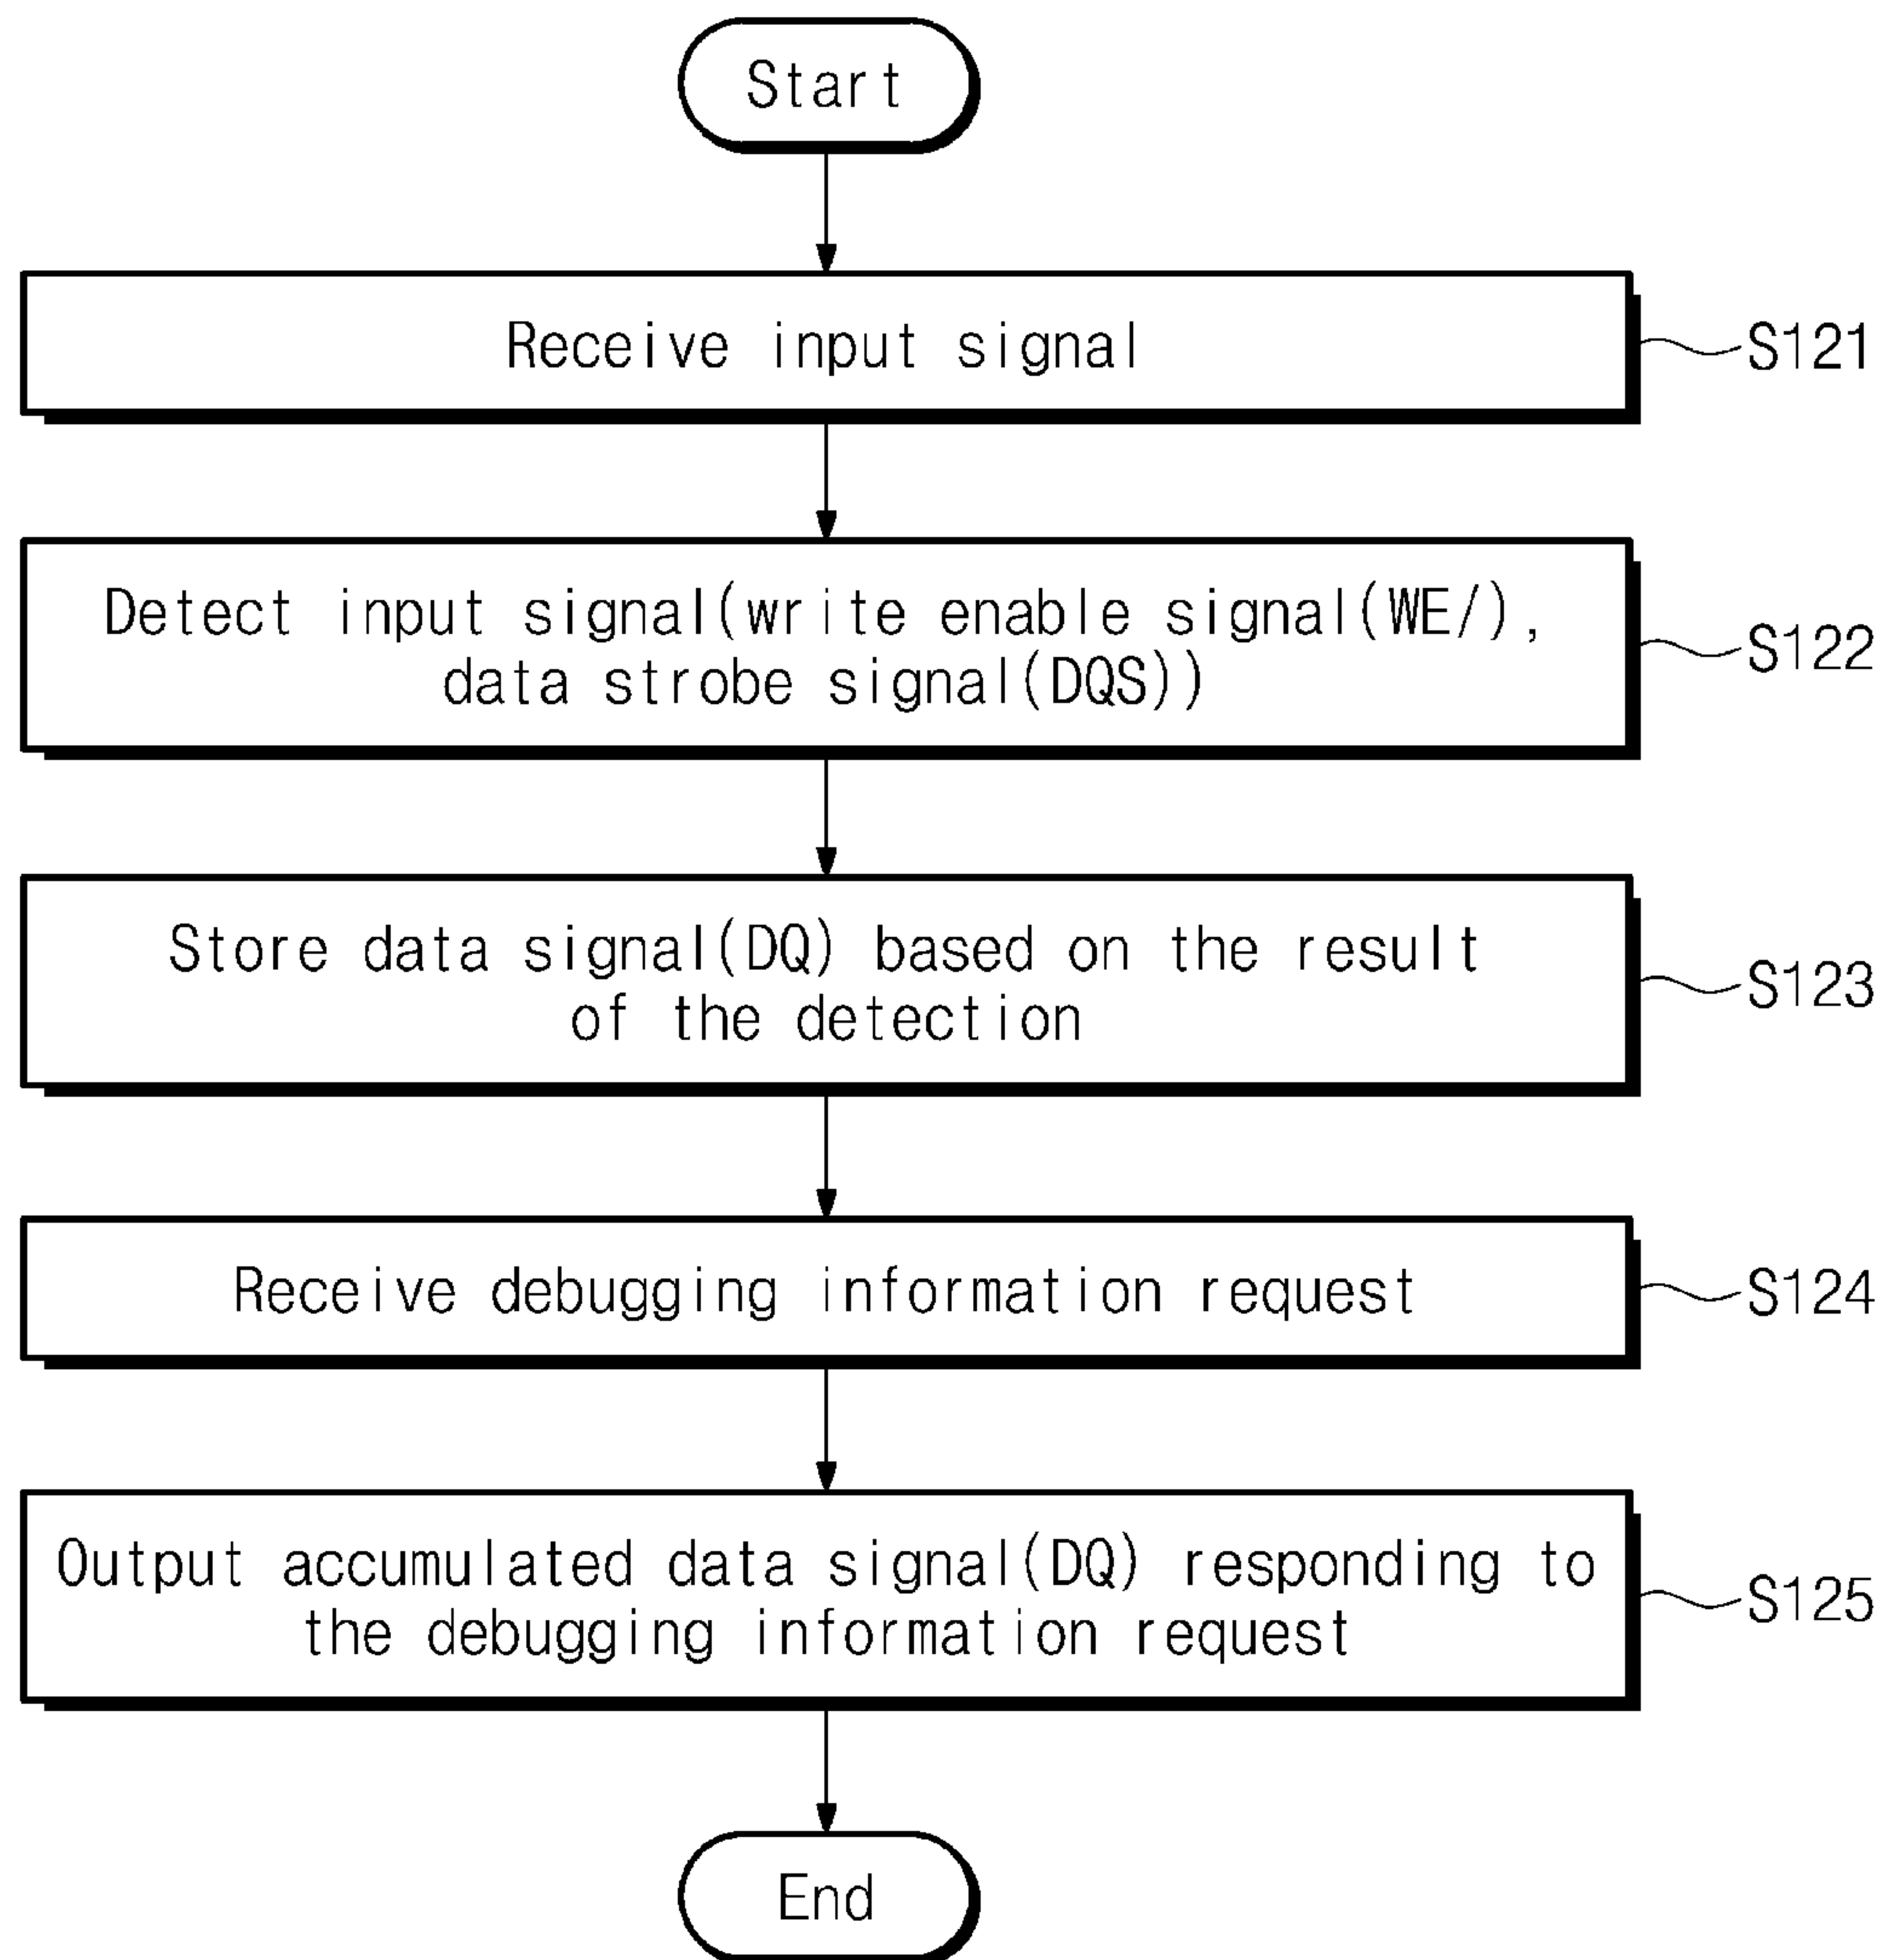 Start
Receive input signal
S121
Detect input signal(write enable signal(WE/),
data strobe signal(DQS))
S122
Store data signal(DQ) based on the result
of the detection
S123
Receive debugging information request
S124
Output accumulated data signal(DQ) responding to
the debugging information request
S125
End